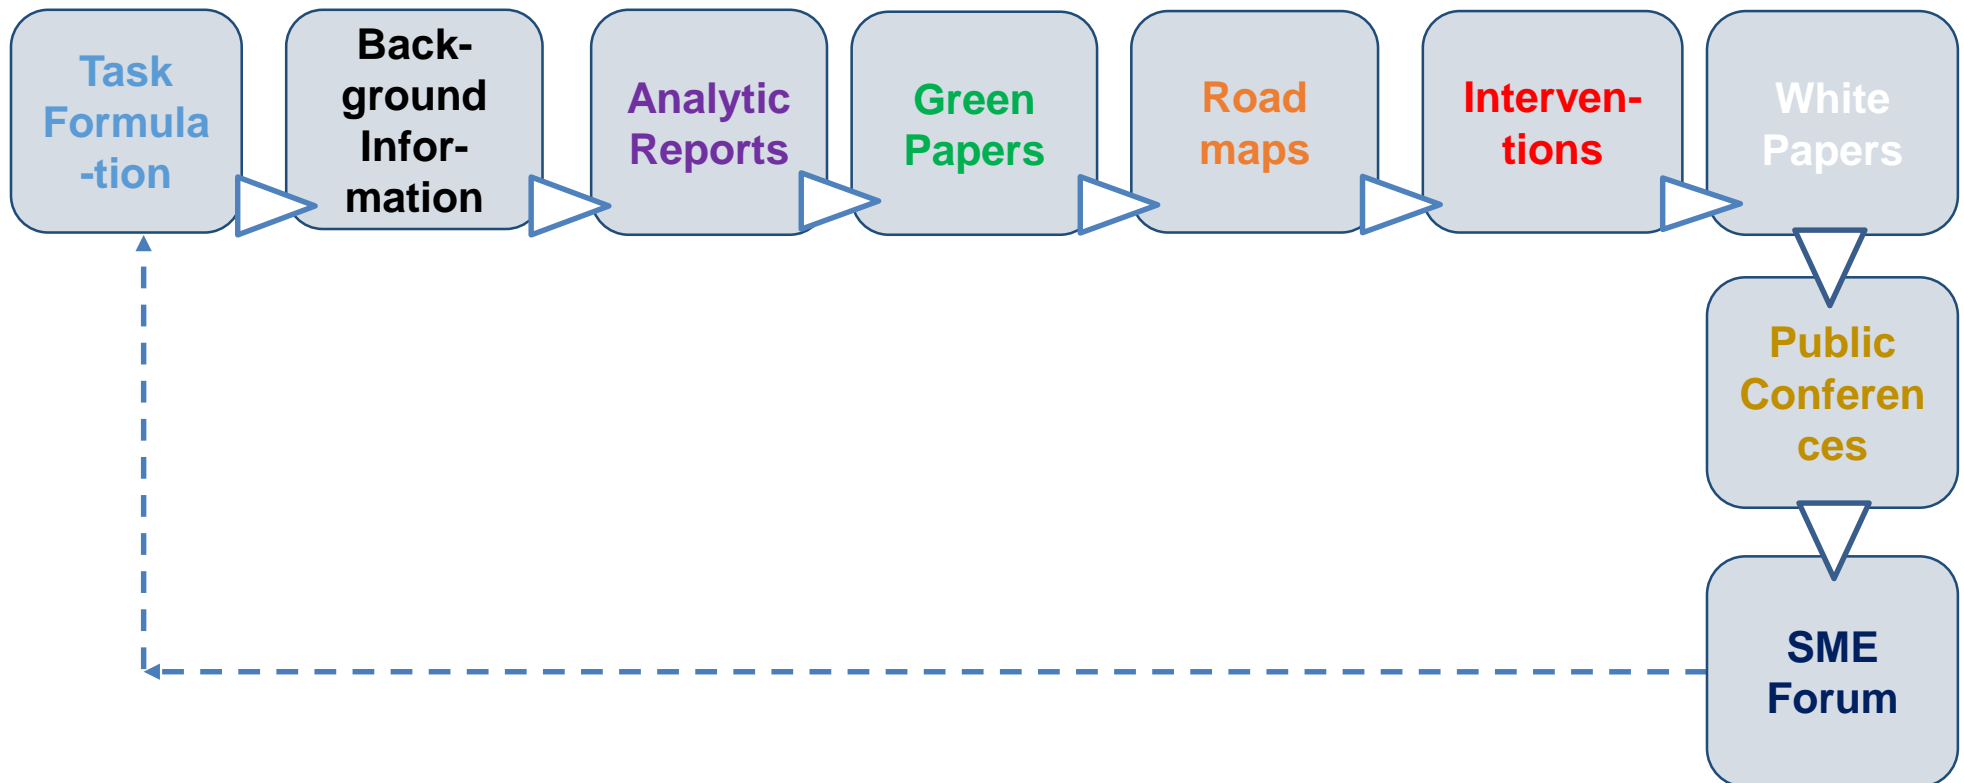 Task
Formula
-tion
Back-
ground
Infor-
mation
Analytic
Reports
Green
Papers
Road
maps
Interven-
tions
White
Papers
Public
Conferen
ces
SME
Forum